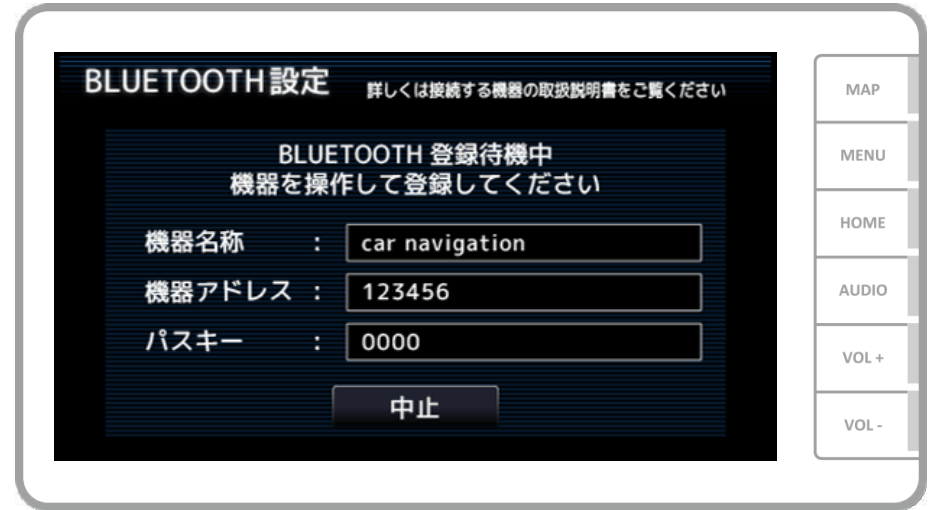 BLUETOOTH設定 詳しくは接続する機器の取扱説明書をご覧ください
BLUETOOTH 登録待機中
機器を操作して登録してください
機器名称 : car navigation
機器アドレス : 123456
パスキー : 0000
中止
MAP
MENU
HOME
AUDIO
VOL +
VOL -